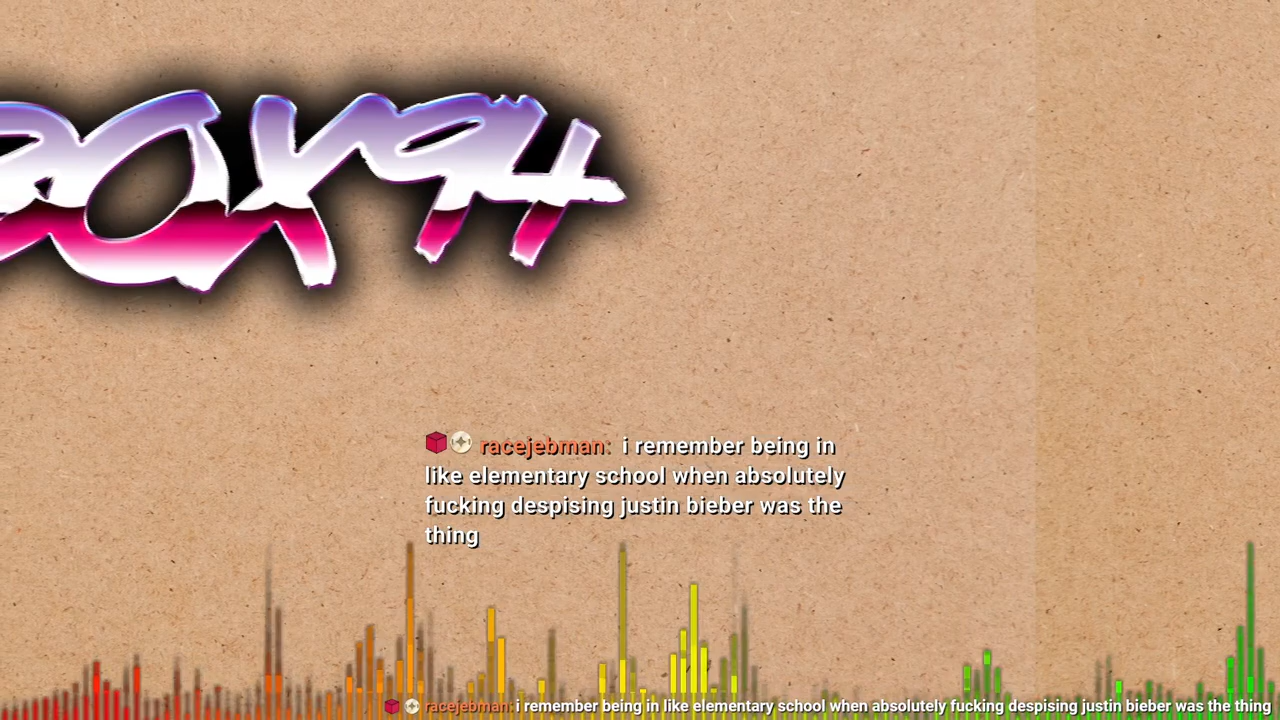 OX94
racejebman: i remember being in
like elementary school when absolutely
fucking despising justin bieber was the
thing
racejebman: i remember being in like elementary school when absolutely fucking despising justin bieber was the thing